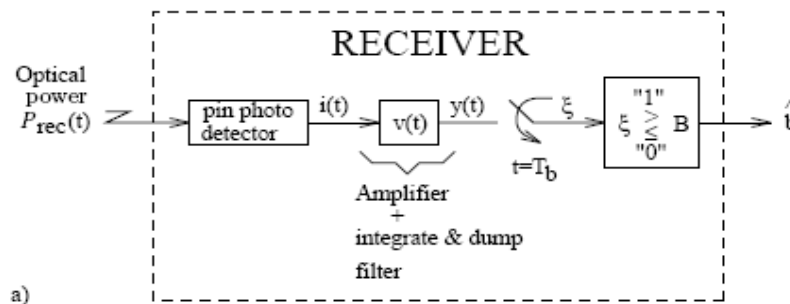 RECEIVER
Optical
power
P_rec(t)
pin photo
detector
i(t)
v(t)
y(t)
t=T_b
ξ
"1"
ξ ≷ B
"0"
Amplifier
+
integrate & dump
filter
a)